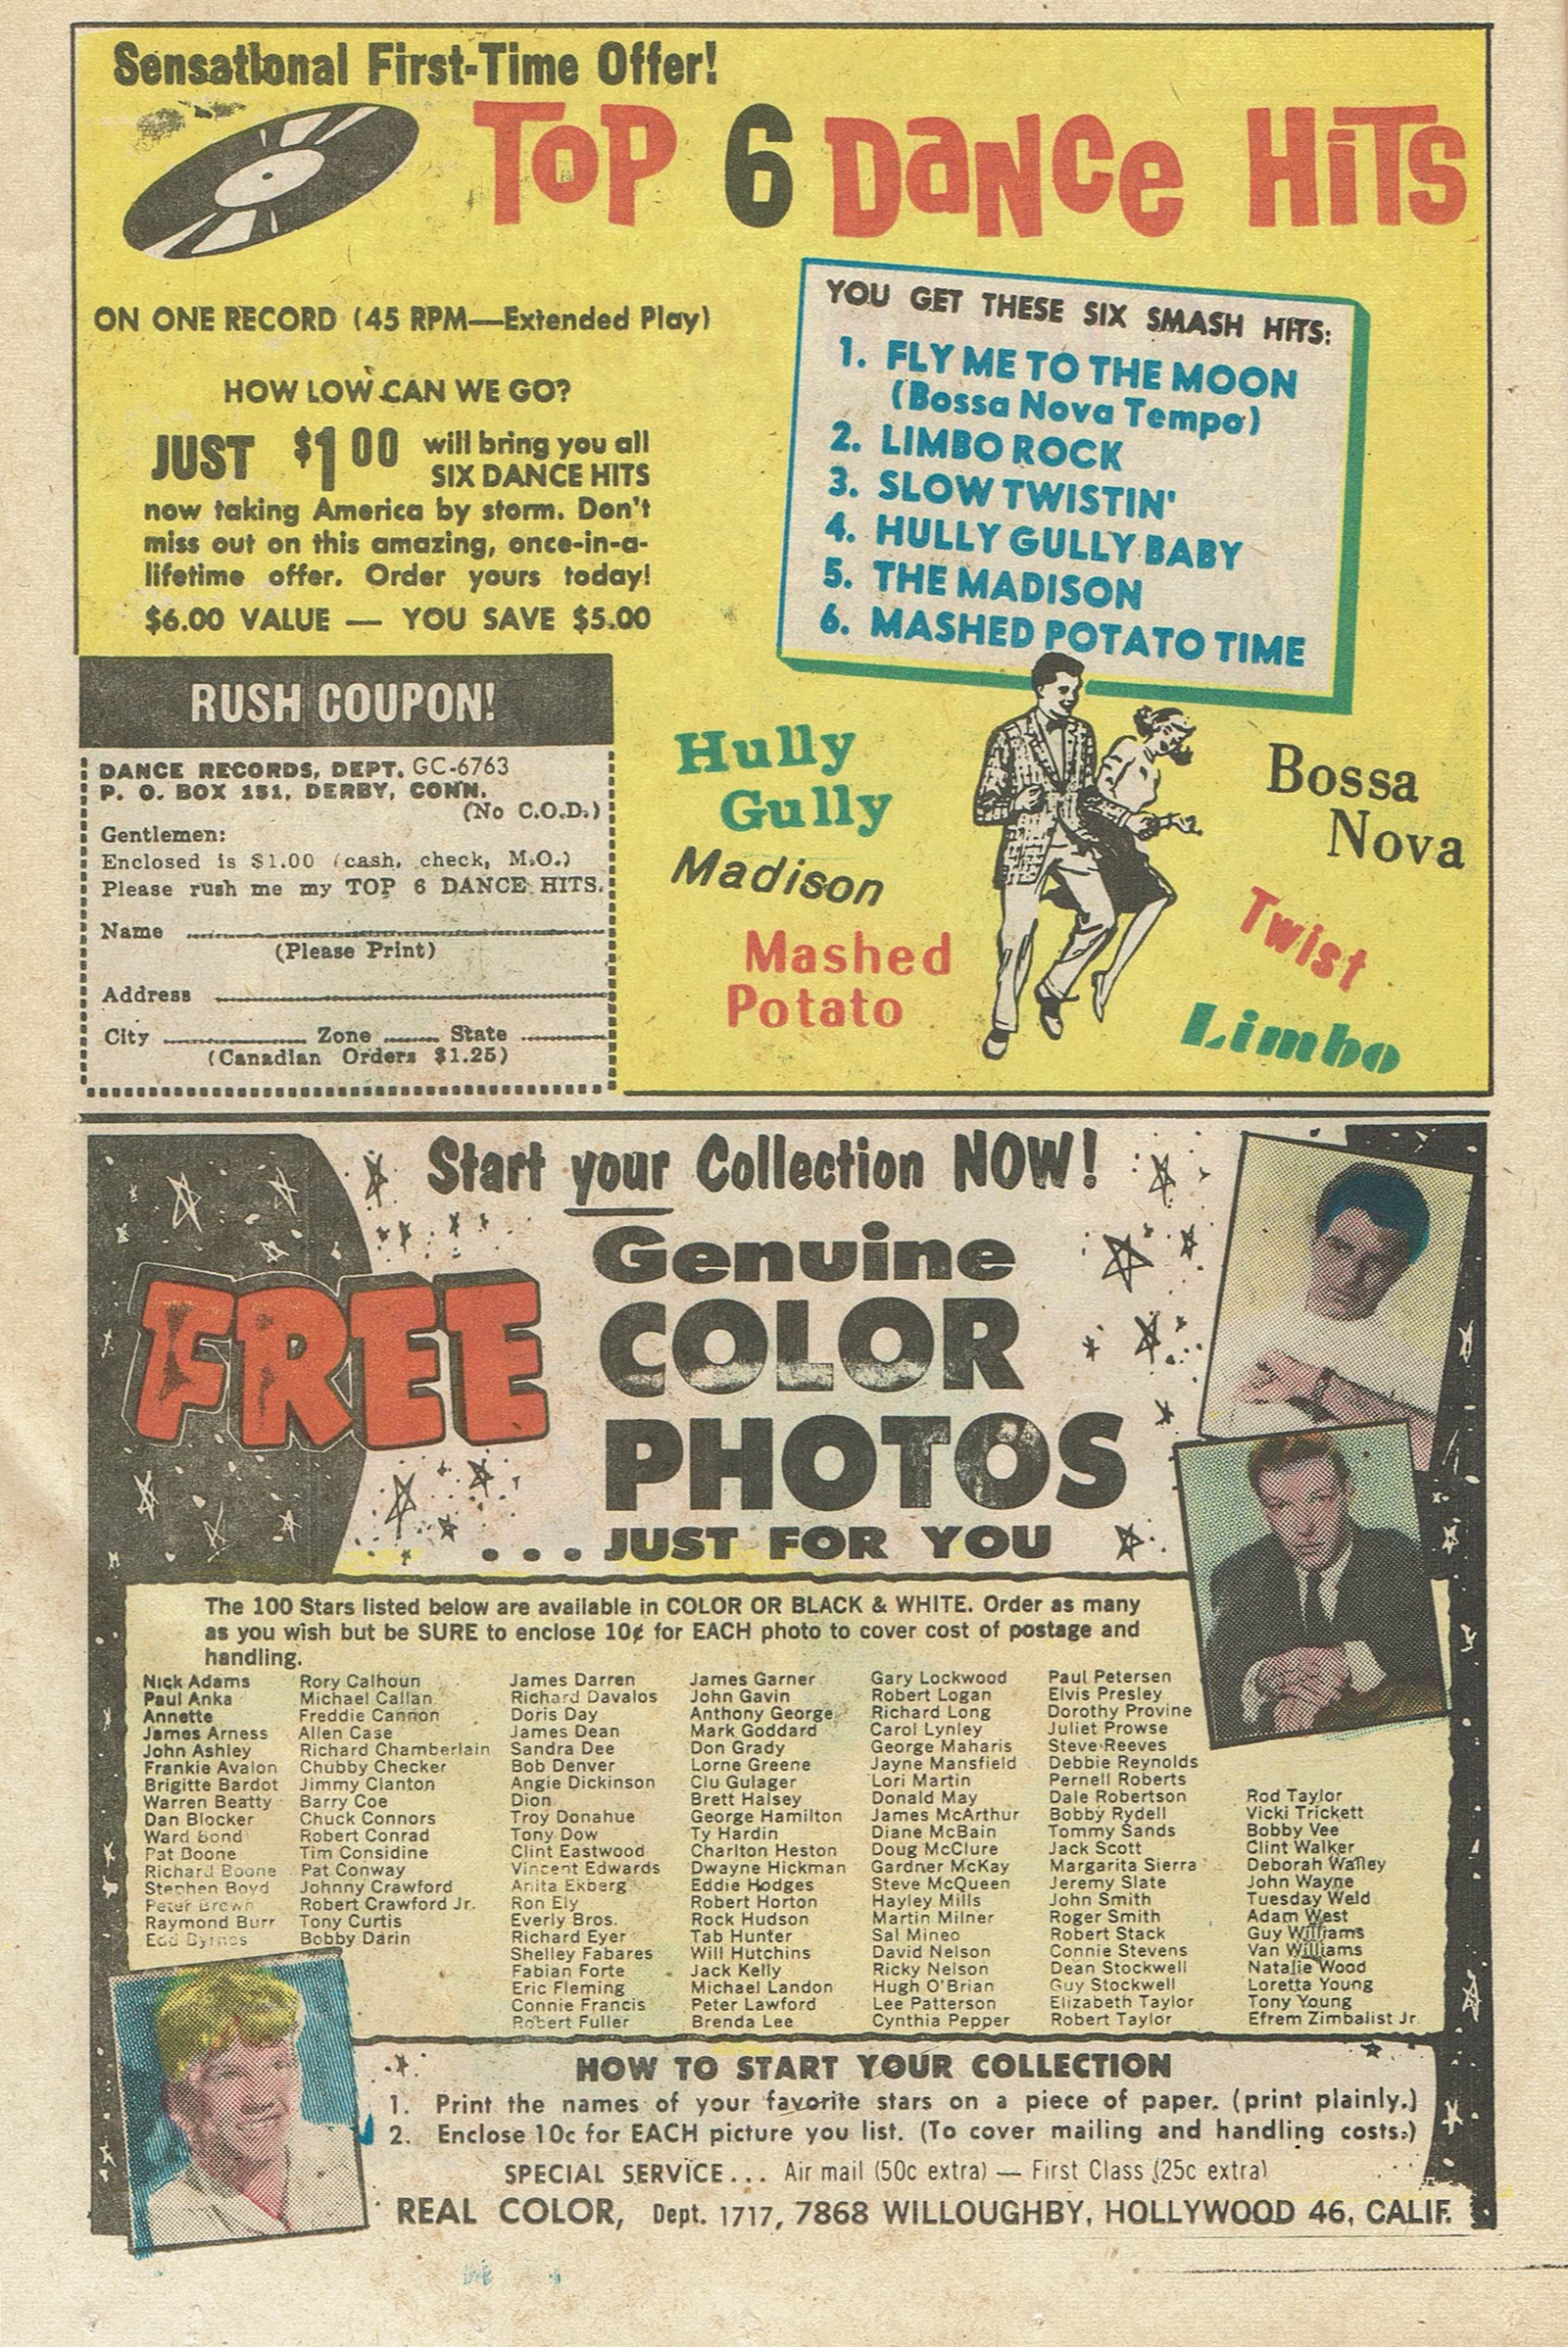 Sensational First-Time Offer!
TOP 6 DANCE HITS
ON ONE RECORD (45 RPM—Extended Play)
HOW LOW CAN WE GO?
JUST $1.00 will bring you all
SIX DANCE HITS
now taking America by storm. Don't
miss out on this amazing, once-in-a-
lifetime offer. Order yours today!
$6.00 VALUE — YOU SAVE $5.00
YOU GET THESE SIX SMASH HITS:
1. FLY ME TO THE MOON
(Bossa Nova Tempo)
2. LIMBO ROCK
3. SLOW TWISTIN'
4. HULLY GULLY BABY
5. THE MADISON
6. MASHED POTATO TIME
RUSH COUPON!
DANCE RECORDS, DEPT. GC-6763
P. O. BOX 151, DERBY, CONN.
(No C.O.D.)
Gentlemen:
Enclosed is $1.00 (cash, check, M.O.)
Please rush me my TOP 6 DANCE HITS.
Name
(Please Print)
Address
City Zone State
(Canadian Orders $1.25)
Hully
Gully
Madison
Mashed
Potato
Bossa
Nova
Twist
Limbo
Start your Collection NOW!
FREE
Genuine
COLOR
PHOTOS
...JUST FOR YOU
The 100 Stars listed below are available in COLOR OR BLACK & WHITE. Order as many
as you wish but be SURE to enclose 10¢ for EACH photo to cover cost of postage and
handling.
Nick Adams
Paul Anka
Annette
James Arness
John Ashley
Frankie Avalon
Brigitte Bardot
Warren Beatty
Dan Blocker
Ward Bond
Pat Boone
Richard Boone
Stephen Boyd
Peter Brown
Raymond Burr
Edd Byrnes
Rory Calhoun
Michael Callan
Freddie Cannon
Allen Case
Richard Chamberlain
Chubby Checker
Jimmy Clanton
Barry Coe
Chuck Connors
Robert Conrad
Tim Considine
Pat Conway
Johnny Crawford
Robert Crawford Jr.
Tony Curtis
Bobby Darin
James Darren
Richard Davalos
Doris Day
James Dean
Sandra Dee
Bob Denver
Angie Dickinson
Dion
Troy Donahue
Tony Dow
Clint Eastwood
Vincent Edwards
Anita Exberg
Ron Ely
Everly Bros.
Richard Eyer
Shelley Fabares
Fabian Forte
Eric Fleming
Connie Francis
Robert Fuller
James Garner
John Gavin
Anthony George
Mark Goddard
Don Grady
Lorne Greene
Clu Gulager
Brett Halsey
George Hamilton
Ty Hardin
Charlton Heston
Dwayne Hickman
Eddie Hodges
Robert Horton
Rock Hudson
Tab Hunter
Will Hutchins
Jack Kelly
Michael Landon
Peter Lawford
Brenda Lee
Gary Lockwood
Robert Logan
Richard Long
Carol Lynley
George Maharis
Jayne Mansfield
Lori Martin
Donald May
James McArthur
Diane McBain
Doug McClure
Gardner McKay
Steve McQueen
Hayley Mills
Martin Milner
Sal Mineo
David Nelson
Ricky Nelson
Hugh O'Brian
Lee Patterson
Cynthia Pepper
Paul Petersen
Elvis Presley
Dorothy Provine
Juliet Prowse
Steve Reeves
Debbie Reynolds
Pernell Roberts
Dale Robertson
Bobby Rydell
Tommy Sands
Jack Scott
Margarita Sierra
Jeremy Slate
John Smith
Roger Smith
Robert Stack
Connie Stevens
Dean Stockwell
Guy Stockwell
Elizabeth Taylor
Robert Taylor
Rod Taylor
Vicki Trickett
Bobby Vee
Clint Walker
Deborah Walley
John Wayne
Tuesday Weld
Adam West
Guy Williams
Van Williams
Natalie Wood
Loretta Young
Tony Young
Efrem Zimbalist Jr.
HOW TO START YOUR COLLECTION
1. Print the names of your favorite stars on a piece of paper. (print plainly.)
2. Enclose 10c for EACH picture you list. (To cover mailing and handling costs.)
SPECIAL SERVICE... Air mail (50c extra) — First Class (25c extra)
REAL COLOR, Dept. 1717, 7868 WILLOUGHBY, HOLLYWOOD 46, CALIF.